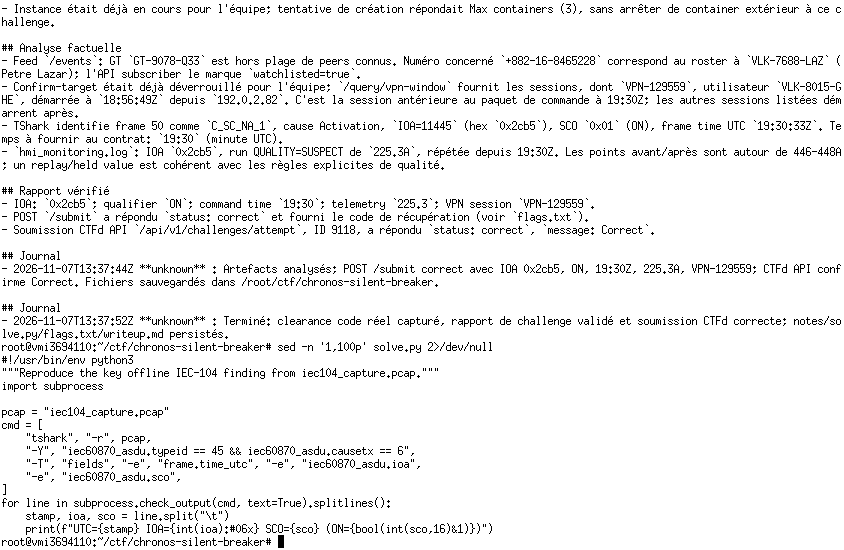 - Instance était déjà en cours pour l'équipe; tentative de création répondait Max containers (3), sans arrêter de container extérieur à ce c
hallenge.

## Analyse factuelle
- Feed `/events`: GT `GT-9078-Q33` est hors plage de peers connus. Numéro concerné `+882-16-8465228` correspond au roster à `VLK-7688-LAZ` (
Petre Lazar); l'API subscriber le marque `watchlisted=true`.
- Confirm-target était déjà déverrouillé pour l'équipe; `/query/vpn-window` fournit les sessions, dont `VPN-129559`, utilisateur `VLK-8015-G
HE`, démarrée à `18:56:49Z` depuis `192.0.2.82`. C'est la session antérieure au paquet de commande à 19:30Z; les autres sessions listées dém
arrent après.
- TShark identifie frame 50 comme `C_SC_NA_1`, cause Activation, `IOA=11445` (hex `0x2cb5`), SCO `0x01` (ON), frame time UTC `19:30:33Z`. Te
mps à fournir au contrat: `19:30` (minute UTC).
- `hmi_monitoring.log`: IOA `0x2cb5`, run QUALITY=SUSPECT de `225.3A`, répétée depuis 19:30Z. Les points avant/après sont autour de 446-448A
; un replay/held value est cohérent avec les règles explicites de qualité.

## Rapport vérifié
- IOA: `0x2cb5`; qualifier `ON`; command time `19:30`; telemetry `225.3`; VPN session `VPN-129559`.
- POST `/submit` a répondu `status: correct` et fourni le code de récupération (voir `flags.txt`).
- Soumission CTFd API `/api/v1/challenges/attempt`, ID 9118, a répondu `status: correct`, `message: Correct`.

## Journal
- 2026-11-07T13:37:44Z **unknown** : Artefacts analysés; POST /submit correct avec IOA 0x2cb5, ON, 19:30Z, 225.3A, VPN-129559; CTFd API conf
irme Correct. Fichiers sauvegardés dans /root/ctf/chronos-silent-breaker.

## Journal
- 2026-11-07T13:37:52Z **unknown** : Terminé: clearance code réel capturé, rapport de challenge validé et soumission CTFd correcte; notes/so
lve.py/flags.txt/writeup.md persistés.
root@vmi3694110:~/ctf/chronos-silent-breaker# sed -n '1,100p' solve.py 2>/dev/null
#!/usr/bin/env python3
"""Reproduce the key offline IEC-104 finding from iec104_capture.pcap."""
import subprocess

pcap = "iec104_capture.pcap"
cmd = [
    "tshark", "-r", pcap,
    "-Y", "iec60870_asdu.typeid == 45 && iec60870_asdu.causetx == 6",
    "-T", "fields", "-e", "frame.time_utc", "-e", "iec60870_asdu.ioa",
    "-e", "iec60870_asdu.sco",
]
for line in subprocess.check_output(cmd, text=True).splitlines():
    stamp, ioa, sco = line.split("\t")
    print(f"UTC={stamp} IOA={int(ioa):#06x} SCO={sco} (ON={bool(int(sco,16)&1)})")
root@vmi3694110:~/ctf/chronos-silent-breaker#